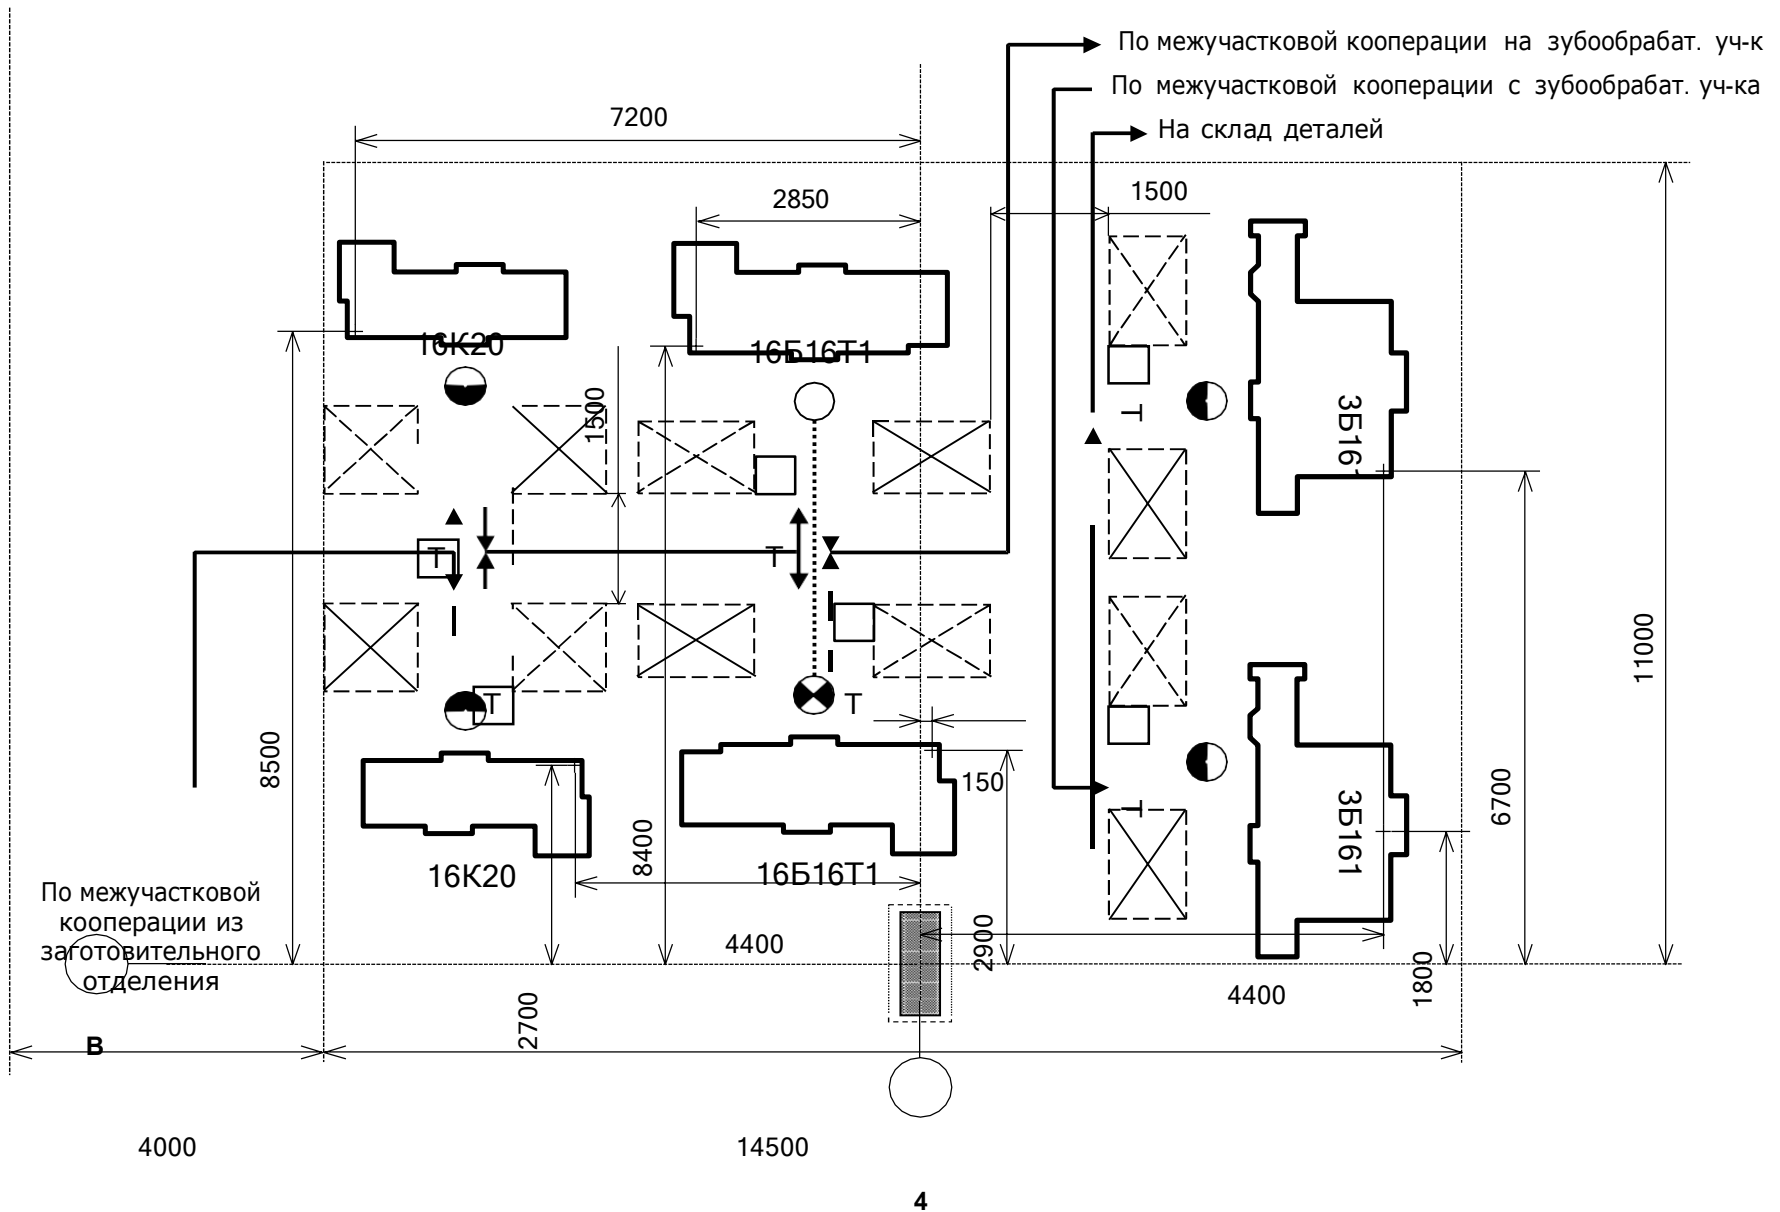 По межучастковой кооперации на зубообрабат. уч-к
По межучастковой кооперации с зубообрабат. уч-ка
На склад деталей
7200
2850
1500
16К20
16Б16Т1
1500
Т
3Б161
Т
Т
Т
Т
11000
8500
150
6700
Т
3Б161
8400
16К20
16Б16Т1
По межучастковой
кооперации из
заготовительного
отделения
4400
2900
1800
4400
2700
В
4000
14500
4